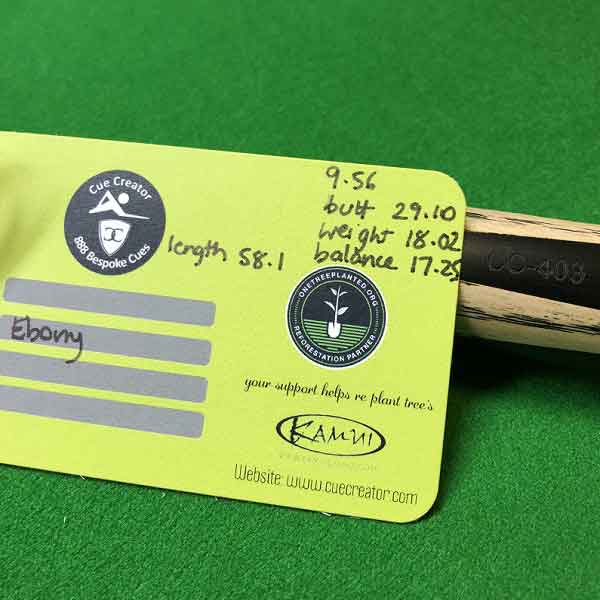 9.56
butt 29.10
weight 18.02
balance 17.25
length 58.1
Cue Creator
CC
888 Bespoke Cues
CC-403
Ebony
ONETREEPLANTED.ORG
REFORESTATION PARTNER
your support helps re plant tree's
KAMUI
Website: www.cuecreator.com